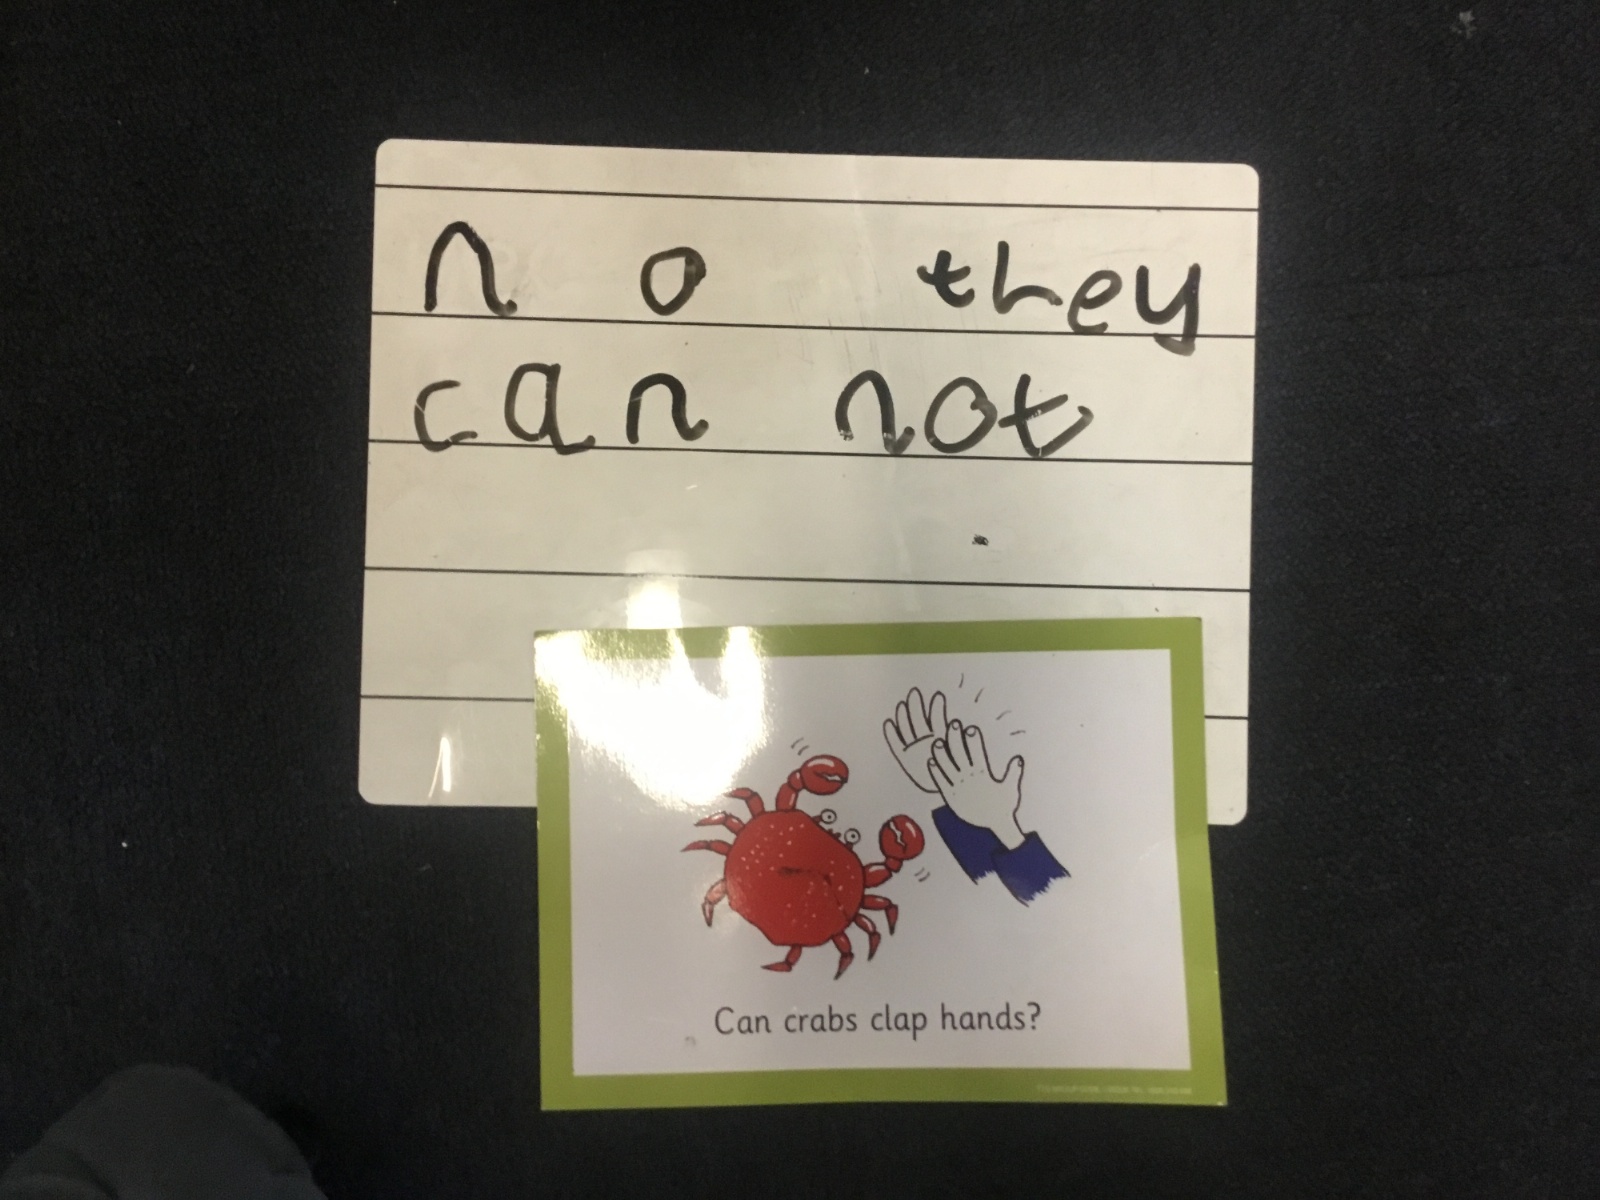 no they
can not
Can crabs clap hands?